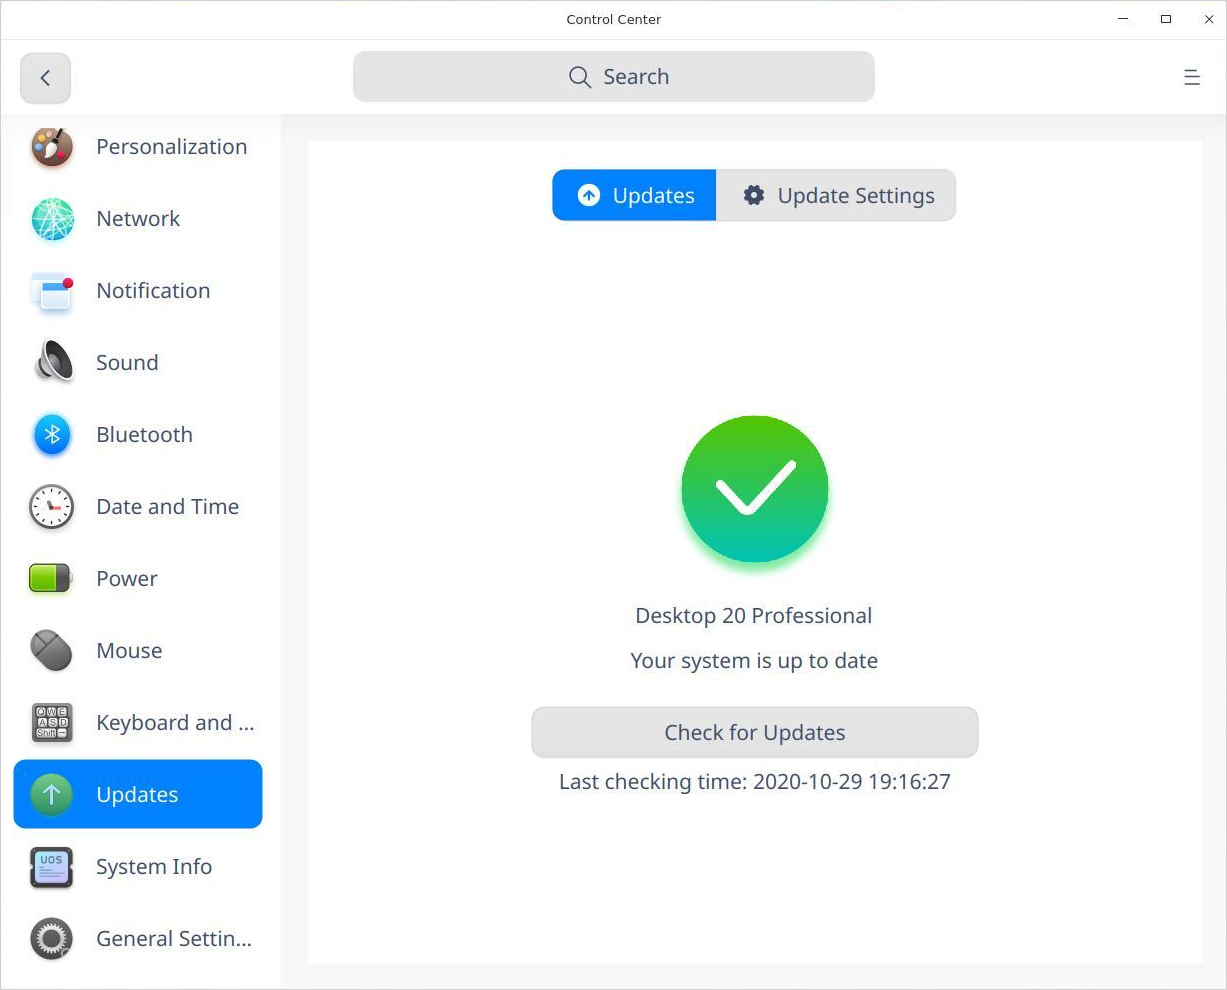 Control Center
Search
Personalization
Network
Notification
Sound
Bluetooth
Date and Time
Power
Mouse
Keyboard and ...
Updates
UOS
System Info
General Settin...
Updates
Update Settings
Desktop 20 Professional
Your system is up to date
Check for Updates
Last checking time: 2020-10-29 19:16:27